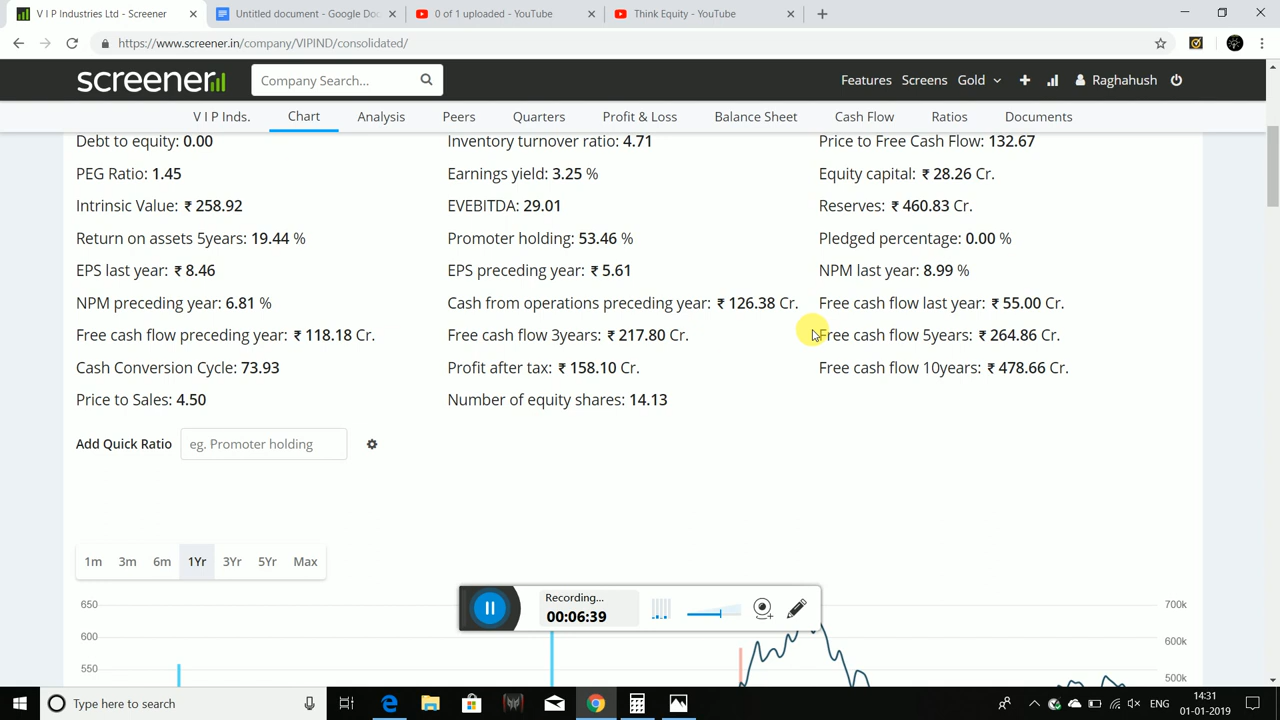 V I P Industries Ltd - Screener
Untitled document - Google Do
0 of 1 uploaded - YouTube
Think Equity - YouTube
https://www.screener.in/company/VIPIND/consolidated/
screener
Company Search...
Features Screens Gold Raghahush
V I P Inds. Chart Analysis Peers Quarters Profit & Loss Balance Sheet Cash Flow Ratios Documents
Debt to equity: 0.00 Inventory turnover ratio: 4.71 Price to Free Cash Flow: 132.67
PEG Ratio: 1.45 Earnings yield: 3.25 % Equity capital: ₹ 28.26 Cr.
Intrinsic Value: ₹ 258.92 EVEBITDA: 29.01 Reserves: ₹ 460.83 Cr.
Return on assets 5years: 19.44 % Promoter holding: 53.46 % Pledged percentage: 0.00 %
EPS last year: ₹ 8.46 EPS preceding year: ₹ 5.61 NPM last year: 8.99 %
NPM preceding year: 6.81 % Cash from operations preceding year: ₹ 126.38 Cr. Free cash flow last year: ₹ 55.00 Cr.
Free cash flow preceding year: ₹ 118.18 Cr. Free cash flow 3years: ₹ 217.80 Cr. Free cash flow 5years: ₹ 264.86 Cr.
Cash Conversion Cycle: 73.93 Profit after tax: ₹ 158.10 Cr. Free cash flow 10years: ₹ 478.66 Cr.
Price to Sales: 4.50 Number of equity shares: 14.13
Add Quick Ratio eg. Promoter holding
1m 3m 6m 1Yr 3Yr 5Yr Max
Recording...
00:06:39
650 700k
600 600k
550 500k
Type here to search
ENG
14:31
01-01-2019